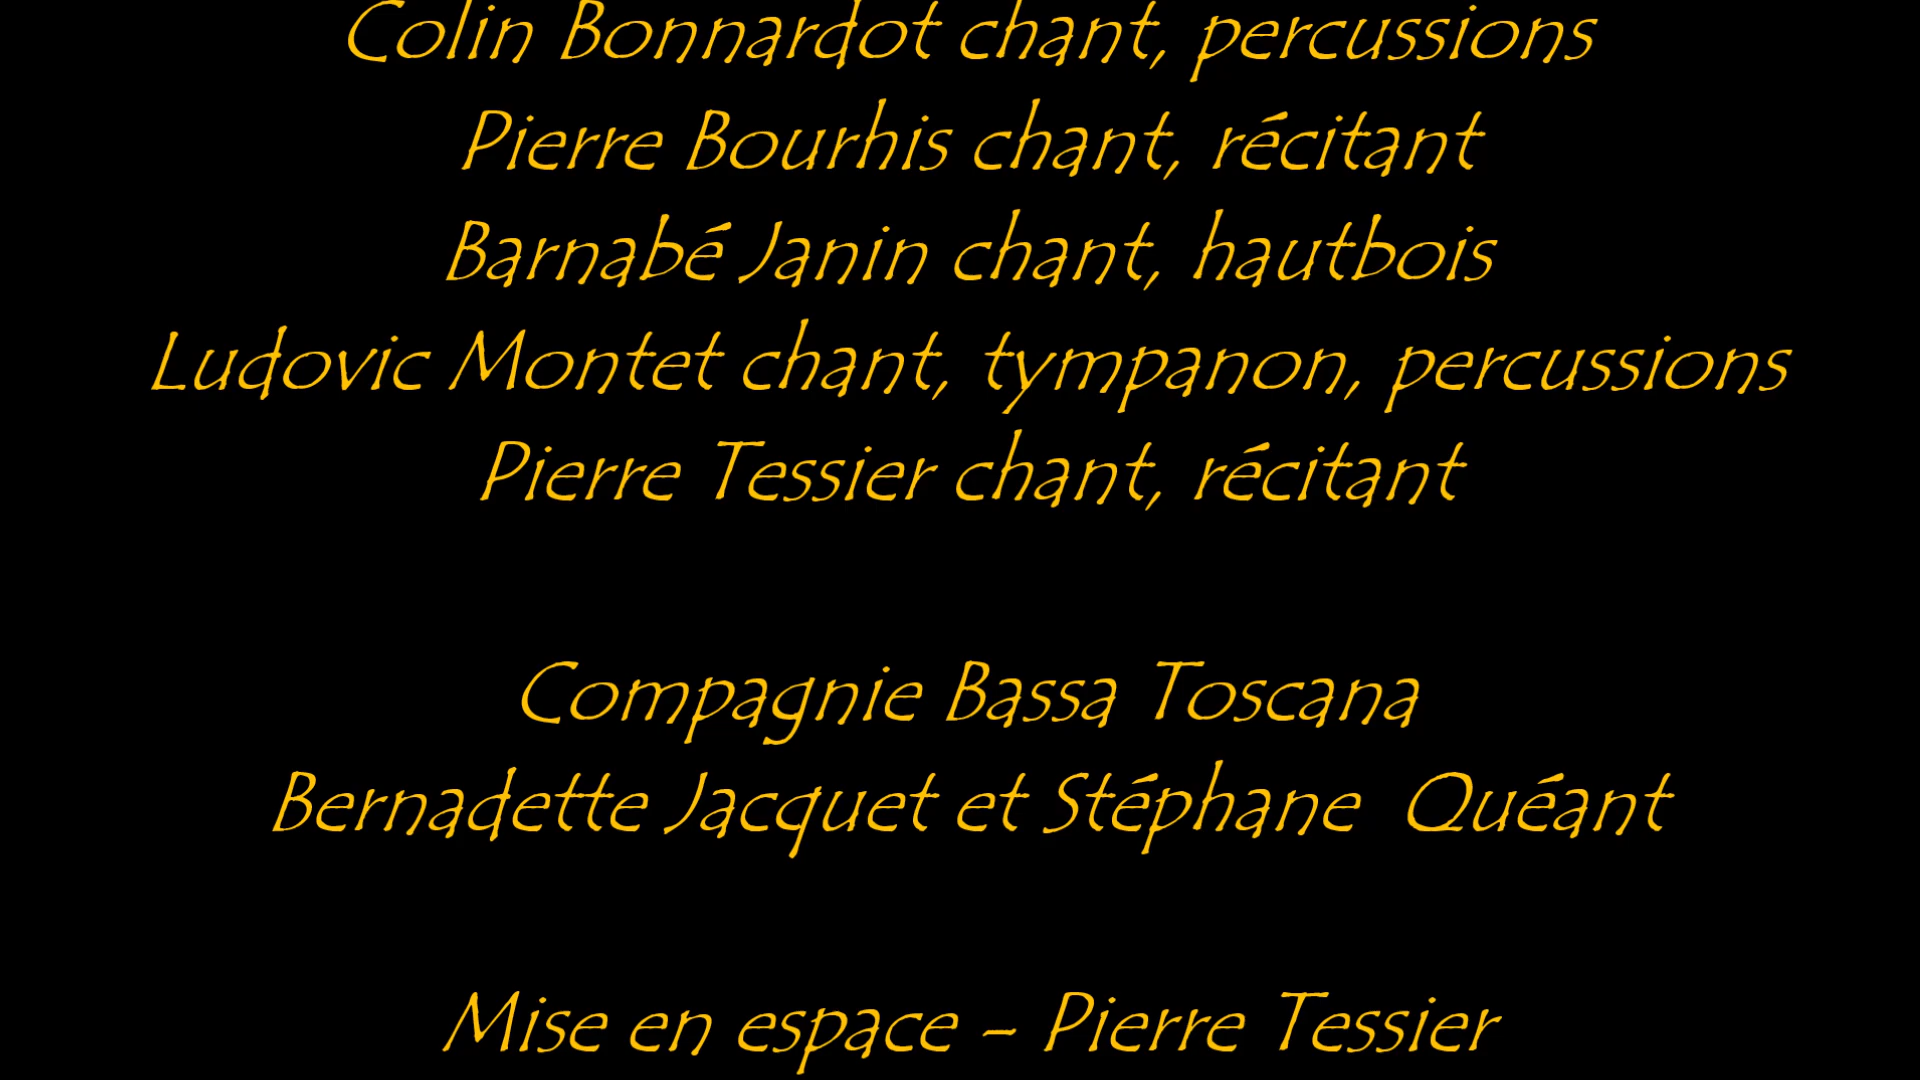 Colin Bonnardot chant, percussions
Pierre Bourhis chant, récitant
Barnabé Janin chant, hautbois
Ludovic Montet chant, tympanon, percussions
Pierre Tessier chant, récitant
Compagnie Bassa Toscana
Bernadette Jacquet et Stéphane Quéant
Mise en espace – Pierre Tessier